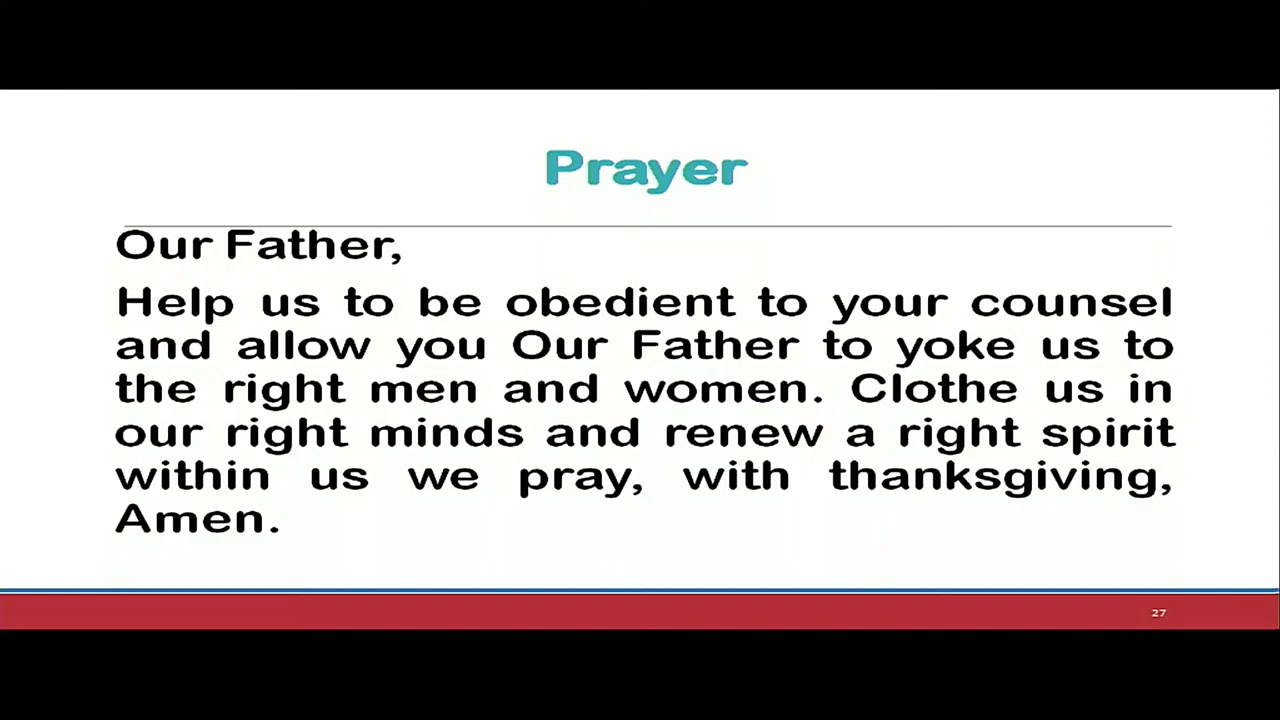 Prayer
Our Father,
Help us to be obedient to your counsel
and allow you Our Father to yoke us to
the right men and women. Clothe us in
our right minds and renew a right spirit
within us we pray, with thanksgiving,
Amen.
27